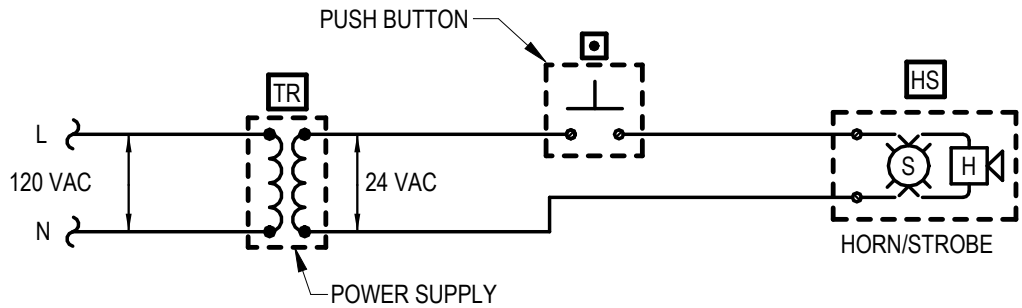 PUSH BUTTON
TR
HS
L
120 VAC
24 VAC
S
H
N
HORN/STROBE
POWER SUPPLY